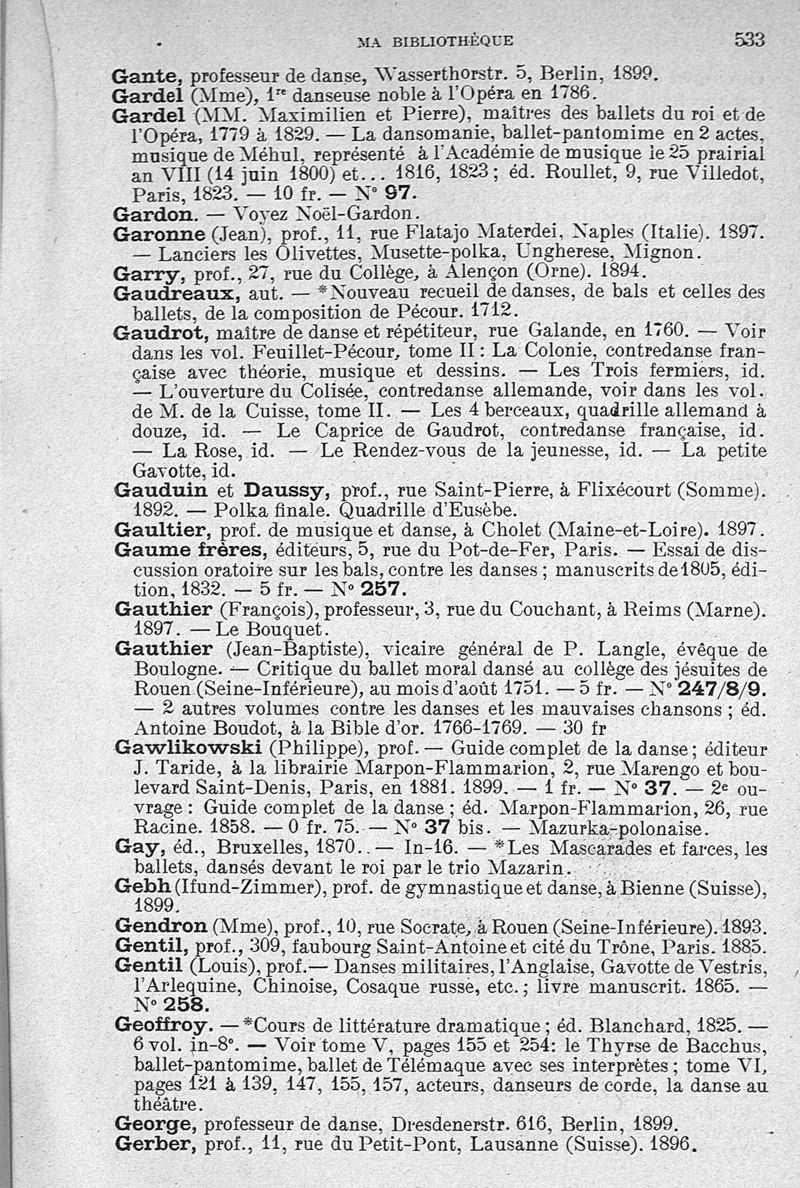 MA BIBLIOTHÈQUE 533
Gante, professeur de danse, Wasserthorstr. 5, Berlin, 1899.
Gardel (Mme), 1re danseuse noble à l'Opéra en 1786.
Gardel (MM. Maximilien et Pierre), maîtres des ballets du roi et de
l'Opéra, 1779 à 1829. — La dansomanie, ballet-pantomime en 2 actes,
musique de Méhul, représenté à l'Académie de musique le 25 prairial
an VIII (14 juin 1800) et... 1816, 1823 ; éd. Roullet, 9, rue Villedot,
Paris, 1823. — 10 fr. — N° 97.
Gardon. — Voyez Noël-Gardon.
Garonne (Jean), prof., 11, rue Flatajo Materdei, Naples (Italie). 1897.
— Lanciers les Olivettes, Musette-polka, Ungherese, Mignon.
Garry, prof., 27, rue du Collège, à Alençon (Orne). 1894.
Gaudreaux, aut. — *Nouveau recueil de danses, de bals et celles des
ballets, de la composition de Pécour. 1712.
Gaudrot, maître de danse et répétiteur, rue Galande, en 1760. — Voir
dans les vol. Feuillet-Pécour, tome II : La Colonie, contredanse fran-
çaise avec théorie, musique et dessins. — Les Trois fermiers, id.
— L'ouverture du Colisée, contredanse allemande, voir dans les vol.
de M. de la Cuisse, tome II. — Les 4 berceaux, quadrille allemand à
douze, id. — Le Caprice de Gaudrot, contredanse française, id.
— La Rose, id. — Le Rendez-vous de la jeunesse, id. — La petite
Gavotte, id.
Gauduin et Daussy, prof., rue Saint-Pierre, à Flixécourt (Somme).
1892. — Polka finale. Quadrille d'Eusèbe.
Gaultier, prof. de musique et danse, à Cholet (Maine-et-Loire). 1897.
Gaume frères, éditeurs, 5, rue du Pot-de-Fer, Paris. — Essai de dis-
cussion oratoire sur les bals, contre les danses ; manuscrits de 1805, édi-
tion, 1832. — 5 fr. — N° 257.
Gauthier (François), professeur, 3, rue du Couchant, à Reims (Marne).
1897. — Le Bouquet.
Gauthier (Jean-Baptiste), vicaire général de P. Langle, évêque de
Boulogne. — Critique du ballet moral dansé au collège des jésuites de
Rouen (Seine-Inférieure), au mois d'août 1751. — 5 fr. — N° 247/8/9.
— 2 autres volumes contre les danses et les mauvaises chansons ; éd.
Antoine Boudot, à la Bible d'or. 1766-1769. — 30 fr
Gawlikowski (Philippe), prof. — Guide complet de la danse ; éditeur
J. Taride, à la librairie Marpon-Flammarion, 2, rue Marengo et bou-
levard Saint-Denis, Paris, en 1881. 1899. — 1 fr. — N° 37. — 2e ou-
vrage : Guide complet de la danse ; éd. Marpon-Flammarion, 26, rue
Racine. 1858. — 0 fr. 75. — N° 37 bis. — Mazurka-polonaise.
Gay, éd., Bruxelles, 1870.. — In-16. — *Les Mascarades et farces, les
ballets, dansés devant le roi par le trio Mazarin.
Gebh (Ifund-Zimmer), prof. de gymnastique et danse, à Bienne (Suisse),
1899.
Gendron (Mme), prof., 10, rue Socrate, à Rouen (Seine-Inférieure). 1893.
Gentil, prof., 309, faubourg Saint-Antoine et cité du Trône, Paris. 1885.
Gentil (Louis), prof.— Danses militaires, l'Anglaise, Gavotte de Vestris,
l'Arlequine, Chinoise, Cosaque russe, etc. ; livre manuscrit. 1865. —
N° 258.
Geoffroy. — *Cours de littérature dramatique ; éd. Blanchard, 1825. —
6 vol. in-8°. — Voir tome V, pages 155 et 254: le Thyrse de Bacchus,
ballet-pantomime, ballet de Télémaque avec ses interprètes ; tome VI,
pages 121 à 139, 147, 155, 157, acteurs, danseurs de corde, la danse au
théâtre.
George, professeur de danse, Dresdenerstr. 616, Berlin, 1899.
Gerber, prof., 11, rue du Petit-Pont, Lausanne (Suisse). 1896.